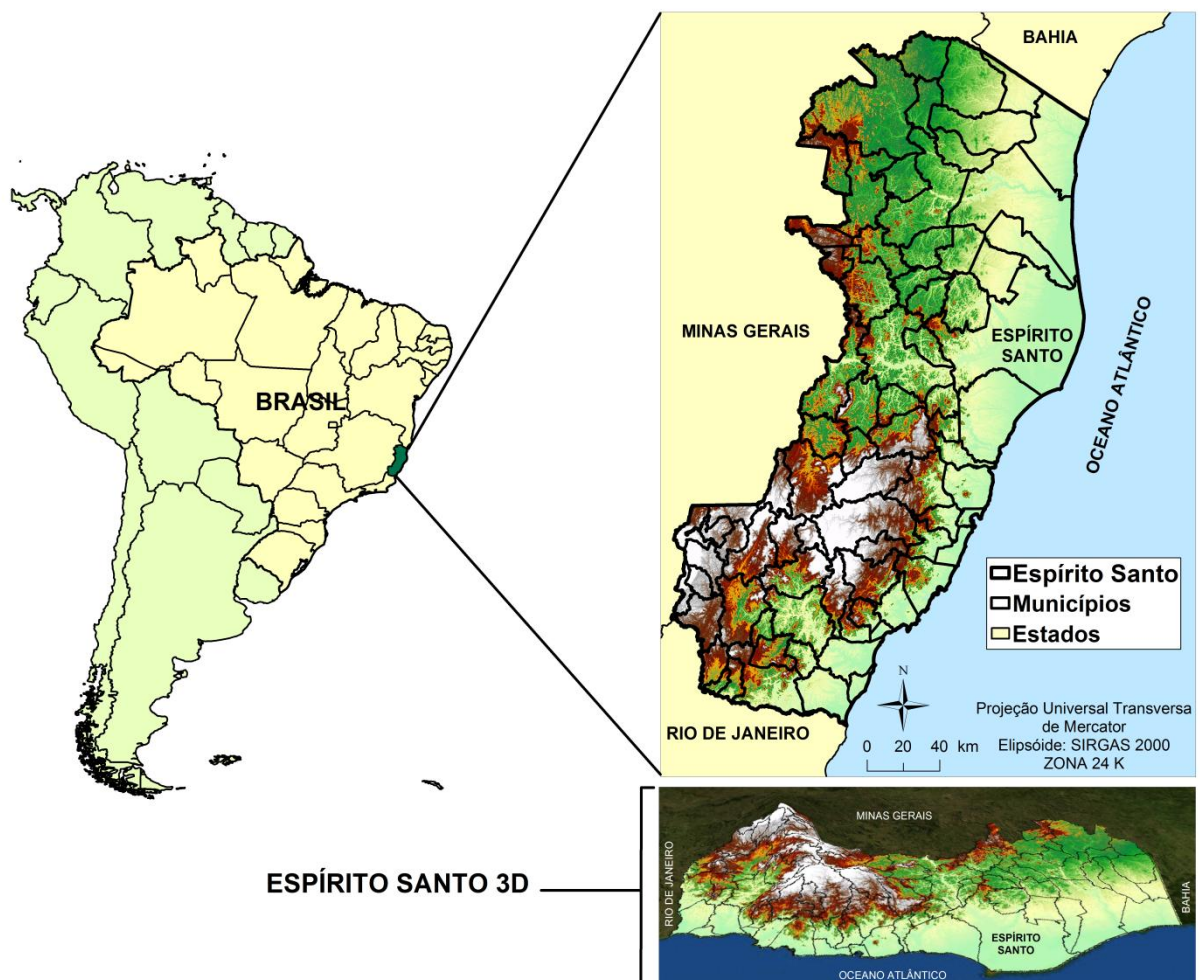 BRASIL
BAHIA
MINAS GERAIS
ESPÍRITO
SANTO
OCEANO ATLÂNTICO
Espírito Santo
Municípios
Estados
N
RIO DE JANEIRO
0 20 40 km
Projeção Universal Transversa
de Mercator
Elipsóide: SIRGAS 2000
ZONA 24 K
ESPÍRITO SANTO 3D
RIO DE JANEIRO
MINAS GERAIS
BAHIA
ESPÍRITO
SANTO
OCEANO ATLÂNTICO